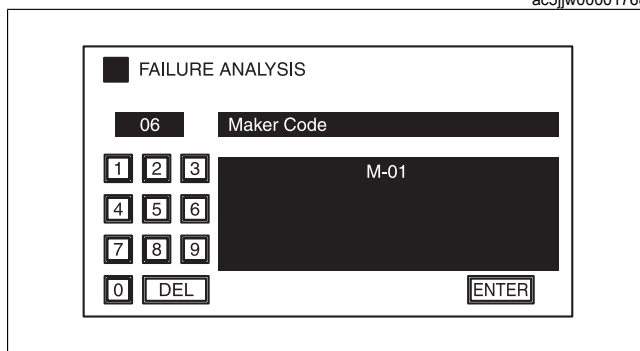 FAILURE ANALYSIS
06 Maker Code
1 2 3 M-01
4 5 6
7 8 9
0 DEL ENTER